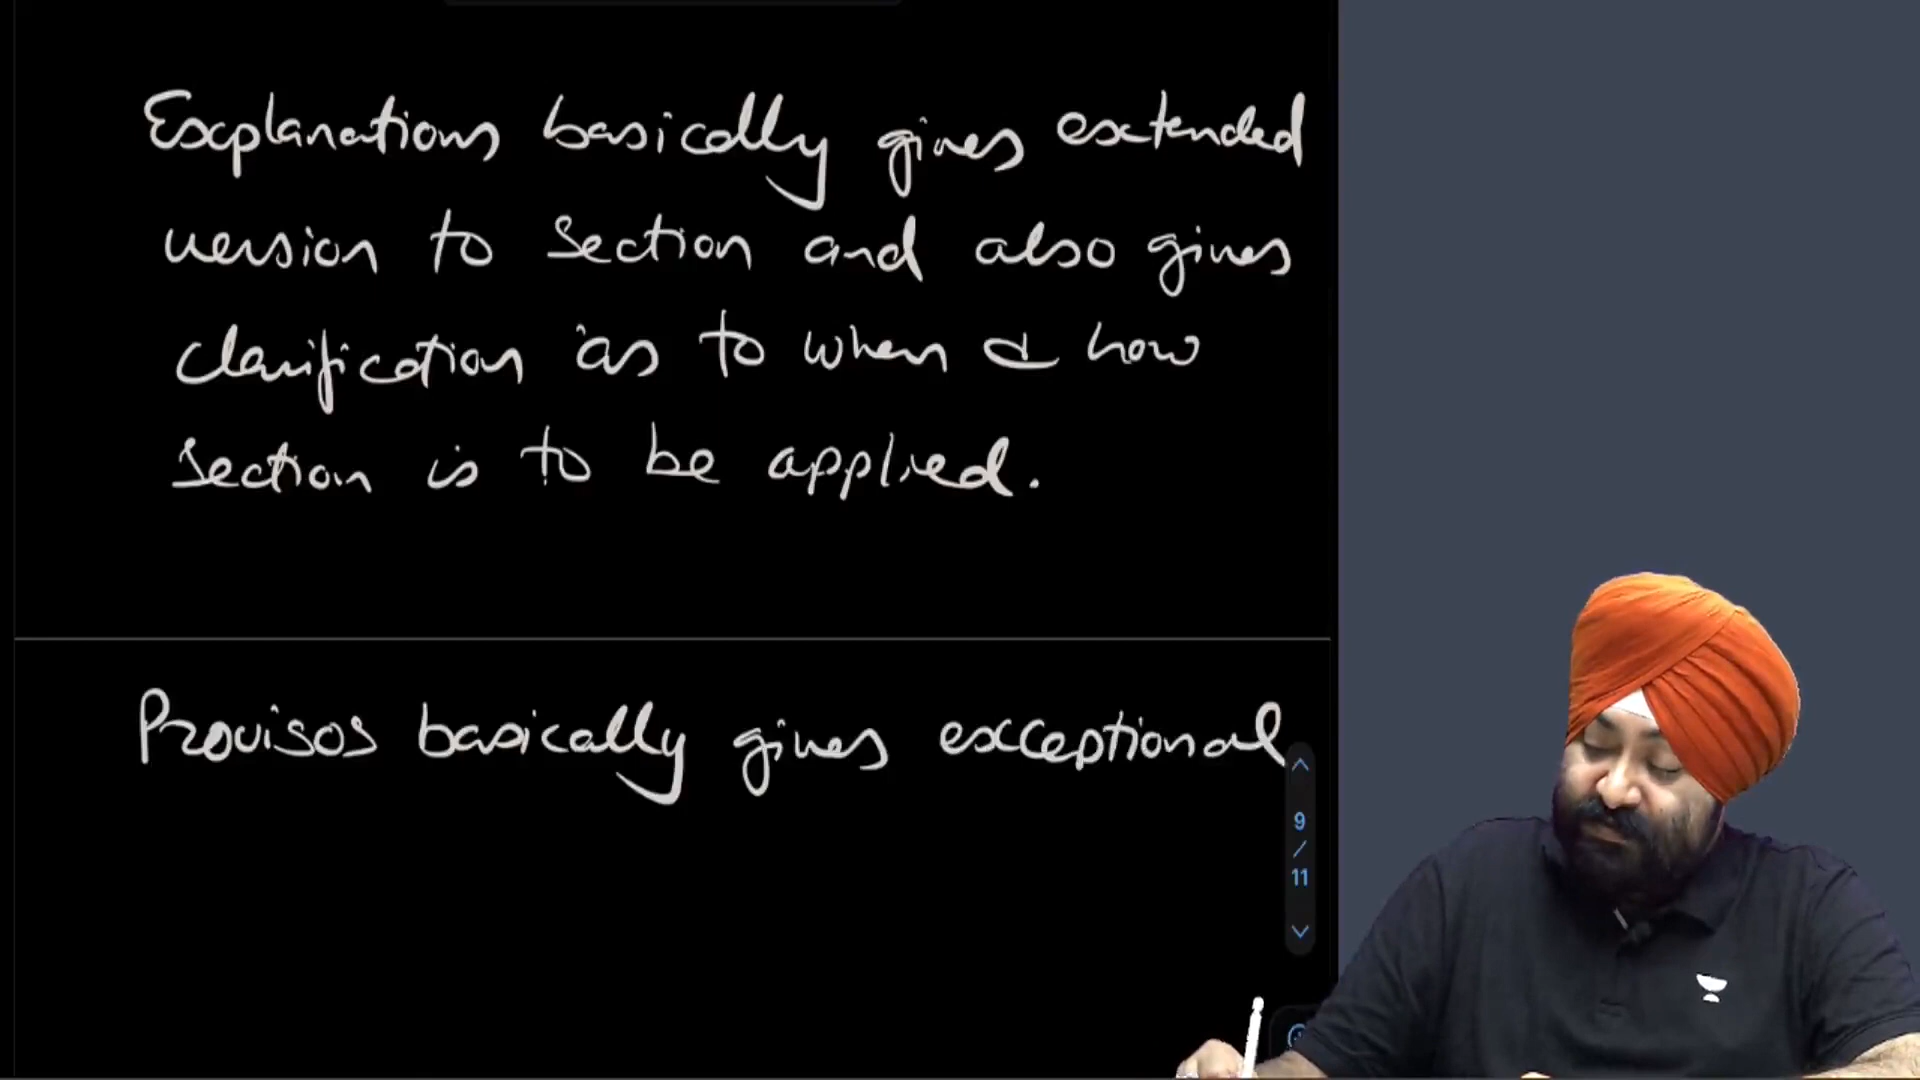 Explanations basically gives extended
version to section and also gives
clarification as to when & how
section is to be applied.
Provisos basically gives exceptional
9
/
11